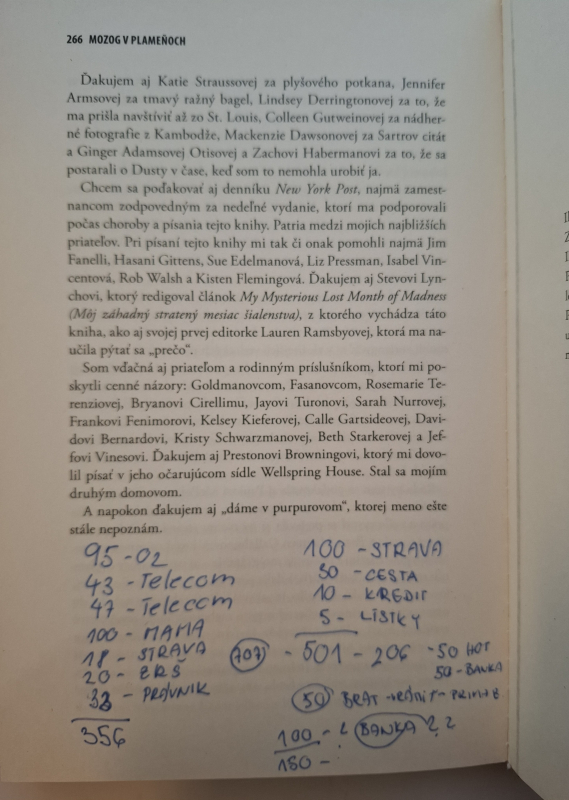 266 MOZOG V PLAMEŇOCH
Ďakujem aj Katie Straussovej za plyšového potkana, Jennifer
Armsovej za tmavý ražný bagel, Lindsey Derringtonovej za to, že
ma prišla navštíviť až zo St. Louis, Colleen Gutweinovej za nádher-
né fotografie z Kambodže, Mackenzie Dawsonovej za Sartrov citát
a Ginger Adamsovej Otisovej a Zachovi Habermanovi za to, že sa
postarali o Dusty v čase, keď som to nemohla urobiť ja.
Chcem sa poďakovať aj denníku New York Post, najmä zamest-
nancom zodpovedným za nedeľné vydanie, ktorí ma podporovali
počas choroby a písania tejto knihy. Patria medzi mojich najbližších
priateľov. Pri písaní tejto knihy mi tak či onak pomohli najmä Jim
Fanelli, Hasani Gittens, Sue Edelmanová, Liz Pressman, Isabel Vin-
centová, Rob Walsh a Kisten Flemingová. Ďakujem aj Stevovi Lyn-
chovi, ktorý redigoval článok My Mysterious Lost Month of Madness
(Môj záhadný stratený mesiac šialenstva), z ktorého vychádza táto
kniha, ako aj svojej prvej editorke Lauren Ramsbyovej, ktorá ma na-
učila pýtať sa „prečo“.
Som vďačná aj priateľom a rodinným príslušníkom, ktorí mi po-
skytli cenné názory: Goldmanovcom, Fasanovcom, Rosemarie Te-
renziovej, Bryanovi Cirellimu, Jayovi Turonovi, Sarah Nurrovej,
Frankovi Fenimorovi, Kelsey Kieferovej, Calle Gartsideovej, Davi-
dovi Bernardovi, Kristy Schwarzmanovej, Beth Starkerovej a Jef-
fovi Vinesovi. Ďakujem aj Prestonovi Browningovi, ktorý mi dovo-
lil písať v jeho očarujúcom sídle Wellspring House. Stal sa mojím
druhým domovom.
A napokon ďakujem aj „dáme v purpurovom“, ktorej meno ešte
stále nepoznám.
95 - O2
43 - Telecom
47 - Telecom
100 - MAMA
18 - STRAVA
20 - ERŠ
33 - PRÁVNIK
356
100 - STRAVA
30 - CESTA
10 - KREDIT
5 - LÍSTKY
707 - 501 - 206 - 50 HOT
50 - BANKA
50 BRAT
100 - 2 BANKA 2, 2
150 -